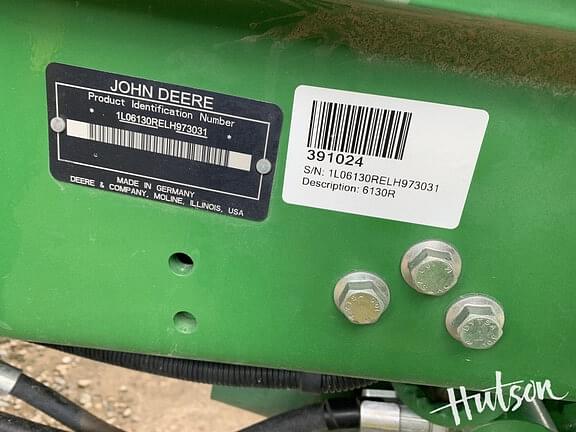 JOHN DEERE
Product Identification Number
* 1L06130RELH973031 *
MADE IN GERMANY
DEERE & COMPANY, MOLINE, ILLINOIS, USA
391024
S/N: 1L06130RELH973031
Description: 6130R
Hutson